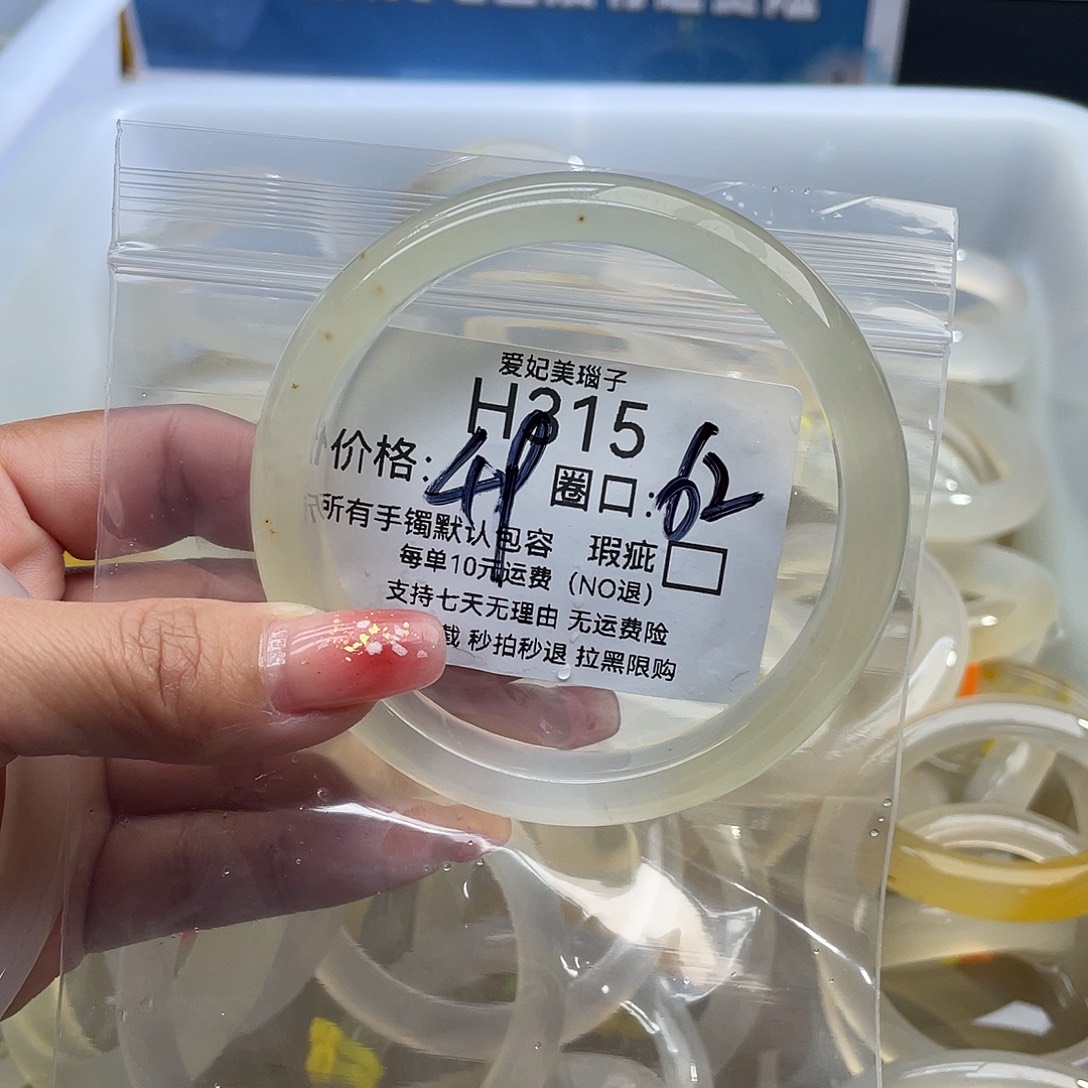 爱妃美瑙子
H315
价格:49 圈口:62
所有手镯默认包容 瑕疵
每单10元运费(NO退)
支持七天无理由 无运费险
截 秒拍秒退 拉黑限购